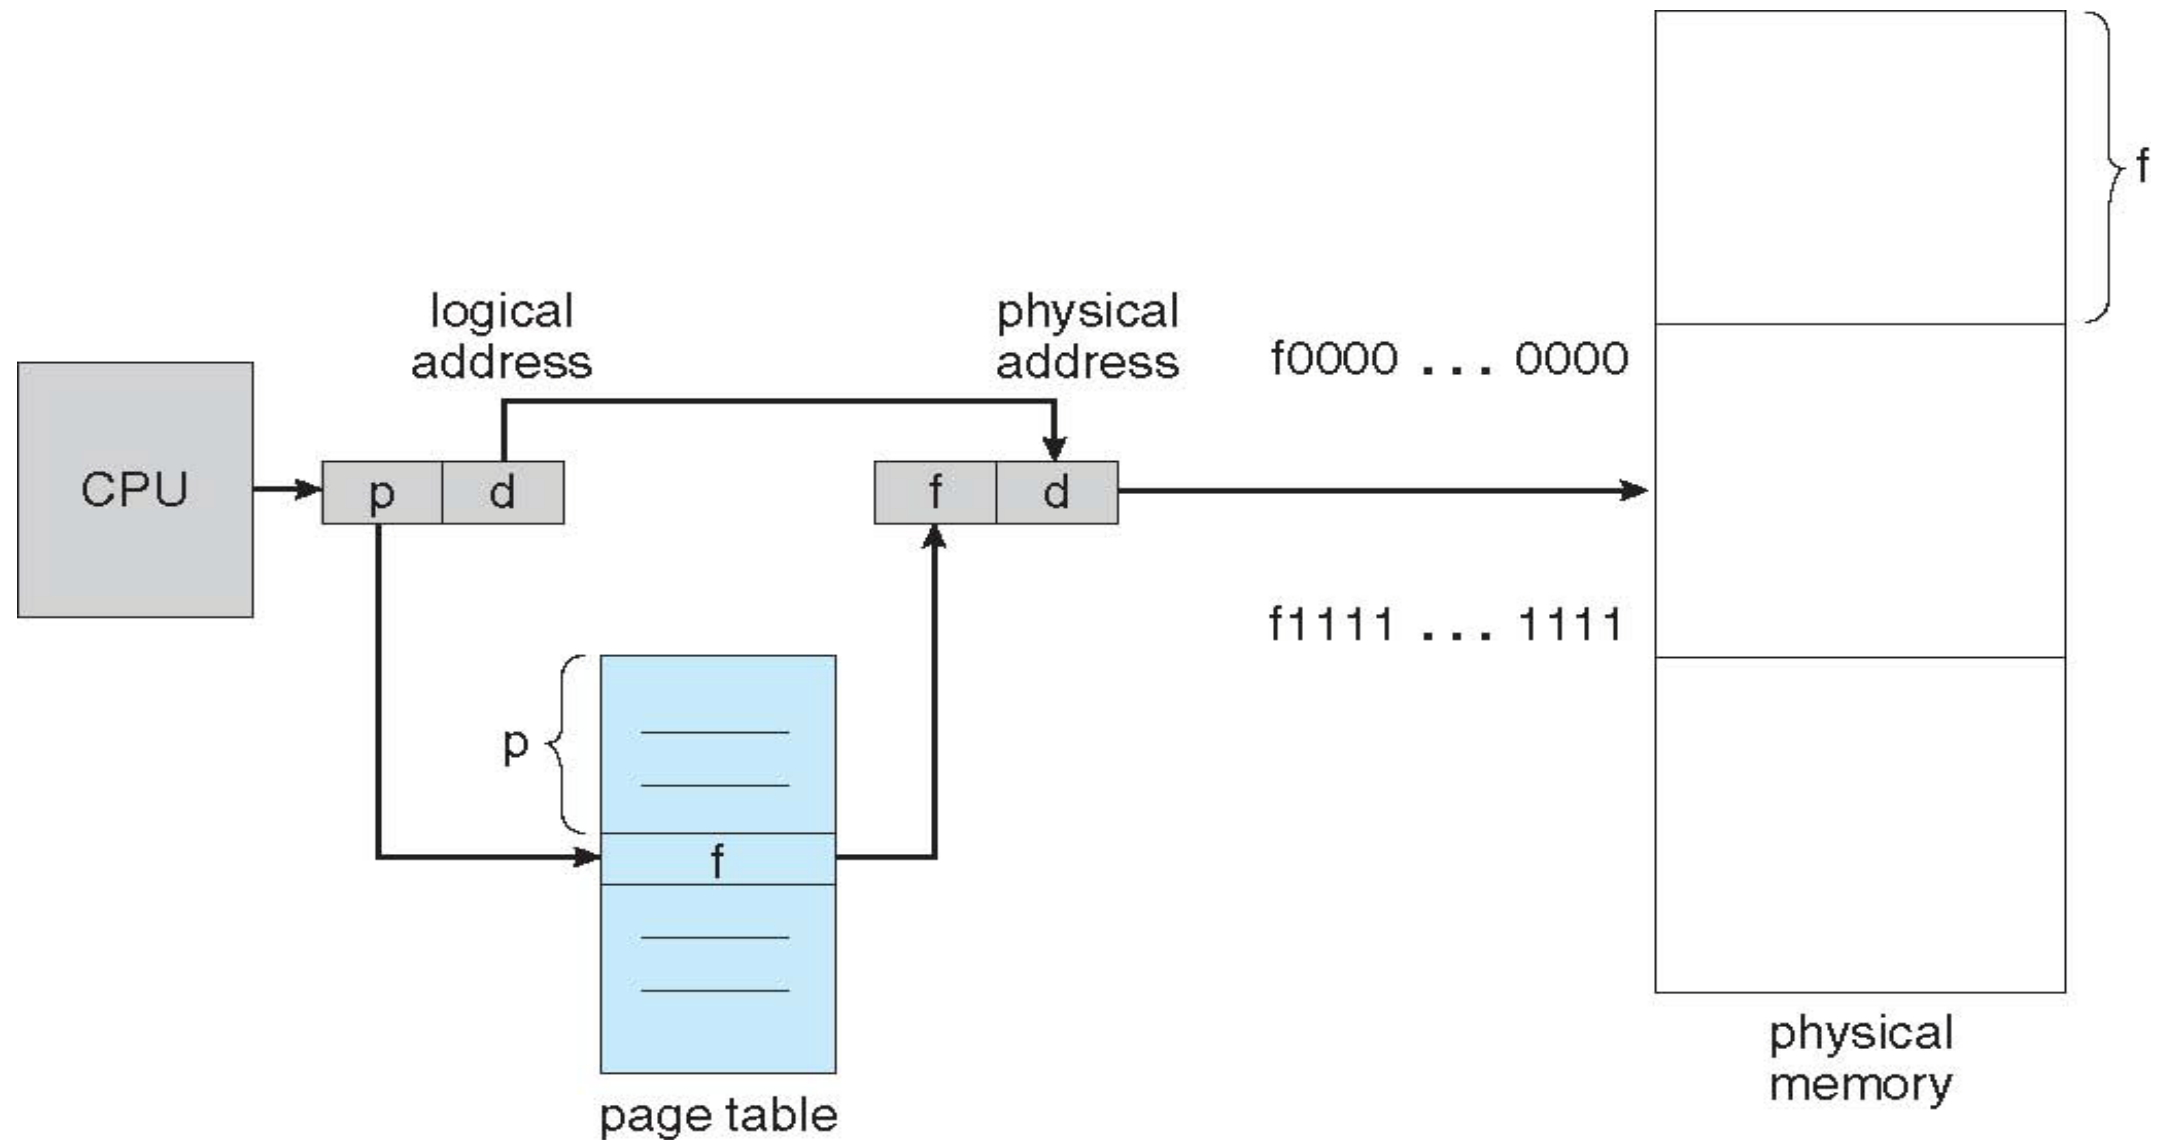 f
logical
address
physical
address
f0000 ... 0000
CPU
p
d
f
d
f1111 ... 1111
p
f
physical
memory
page table